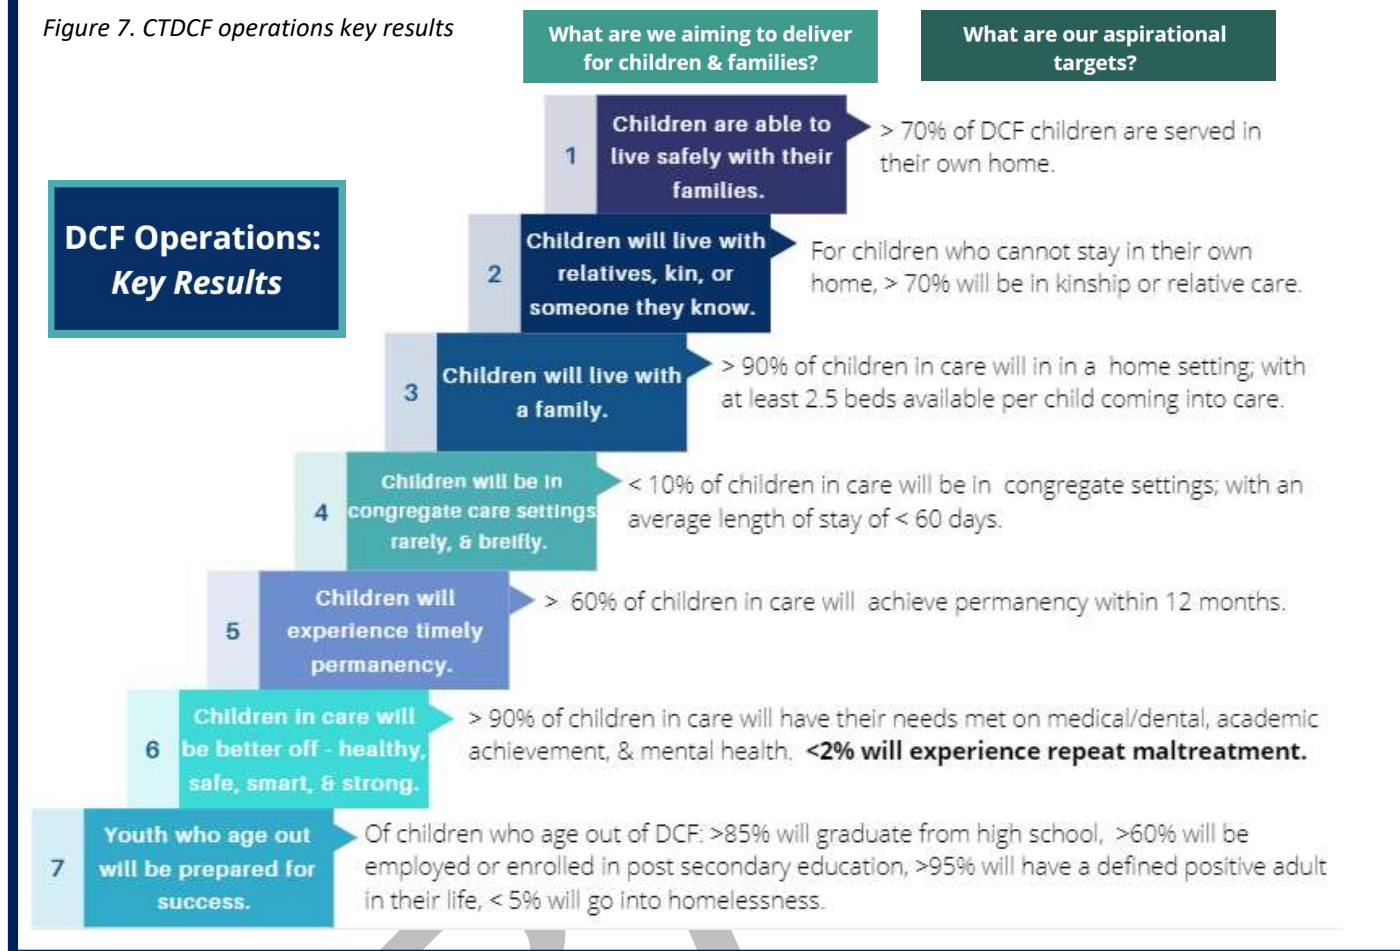 Figure 7. CTDCF operations key results
What are we aiming to deliver
for children & families?
What are our aspirational
targets?
DCF Operations:
Key Results
1
Children are able to
live safely with their
families.
> 70% of DCF children are served in
their own home.
2
Children will live with
relatives, kin, or
someone they know.
For children who cannot stay in their own
home, > 70% will be in kinship or relative care.
3
Children will live with
a family.
> 90% of children in care will in in a home setting; with
at least 2.5 beds available per child coming into care.
4
Children will be in
congregate care settings
rarely, & breifly.
< 10% of children in care will be in congregate settings; with an
average length of stay of < 60 days.
5
Children will
experience timely
permanency.
> 60% of children in care will achieve permanency within 12 months.
6
Children in care will
be better off - healthy,
safe, smart, & strong.
> 90% of children in care will have their needs met on medical/dental, academic
achievement, & mental health. <2% will experience repeat maltreatment.
7
Youth who age out
will be prepared for
success.
Of children who age out of DCF: >85% will graduate from high school, >60% will be
employed or enrolled in post secondary education, >95% will have a defined positive adult
in their life, < 5% will go into homelessness.